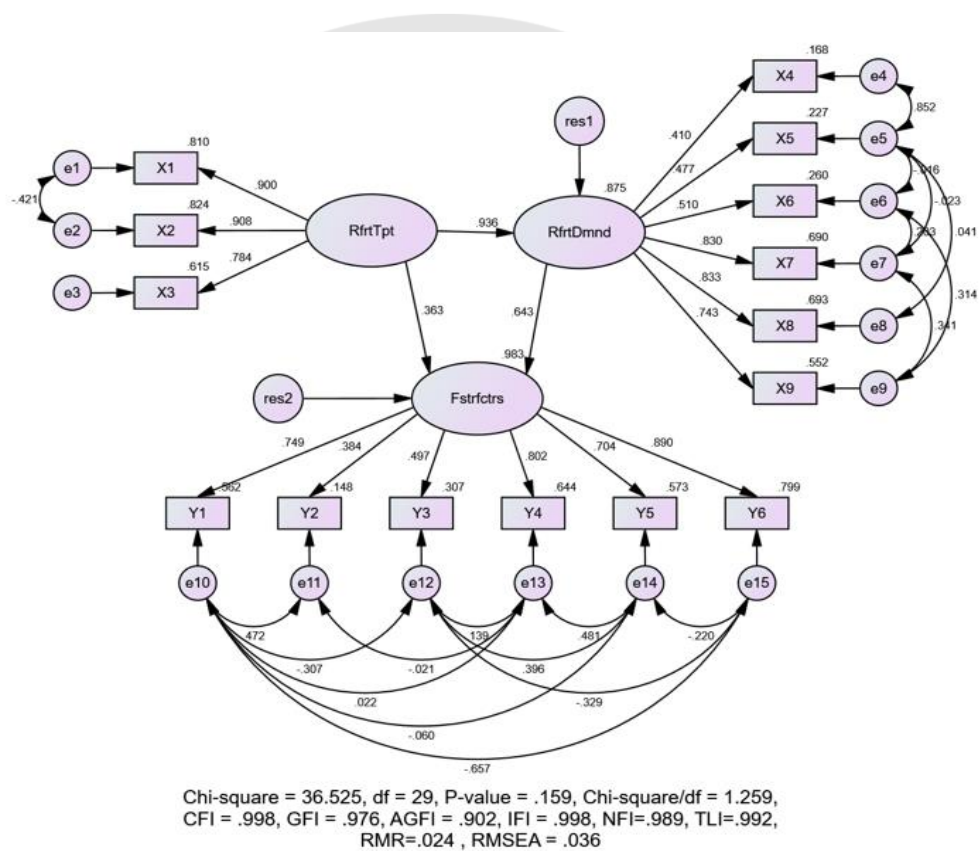 .168
X4
e4
.852
res1
.410
.227
X5
e5
.810
e1
X1
.477
-.046
.875
.260
-.023
-.421
.900
.510
X6
e6
.041
.824
e2
X2
.908
RfrtTpt
.936
RfrtDmnd
.830
.690
X7
e7
.615
.784
.833
e3
X3
.693
.314
.363
.643
.743
X8
e8
.341
.983
.552
res2
Fstrfctrs
X9
e9
.749
.384
.497
.802
.704
.890
.562
.148
.307
.644
.573
.799
Y1
Y2
Y3
Y4
Y5
Y6
e10
e11
e12
e13
e14
e15
.472
.139
.481
-.220
-.307
-.021
.396
.022
-.329
-.060
-.657
Chi-square = 36.525, df = 29, P-value = .159, Chi-square/df = 1.259,
CFI = .998, GFI = .976, AGFI = .902, IFI = .998, NFI=.989, TLI=.992,
RMR=.024 , RMSEA = .036